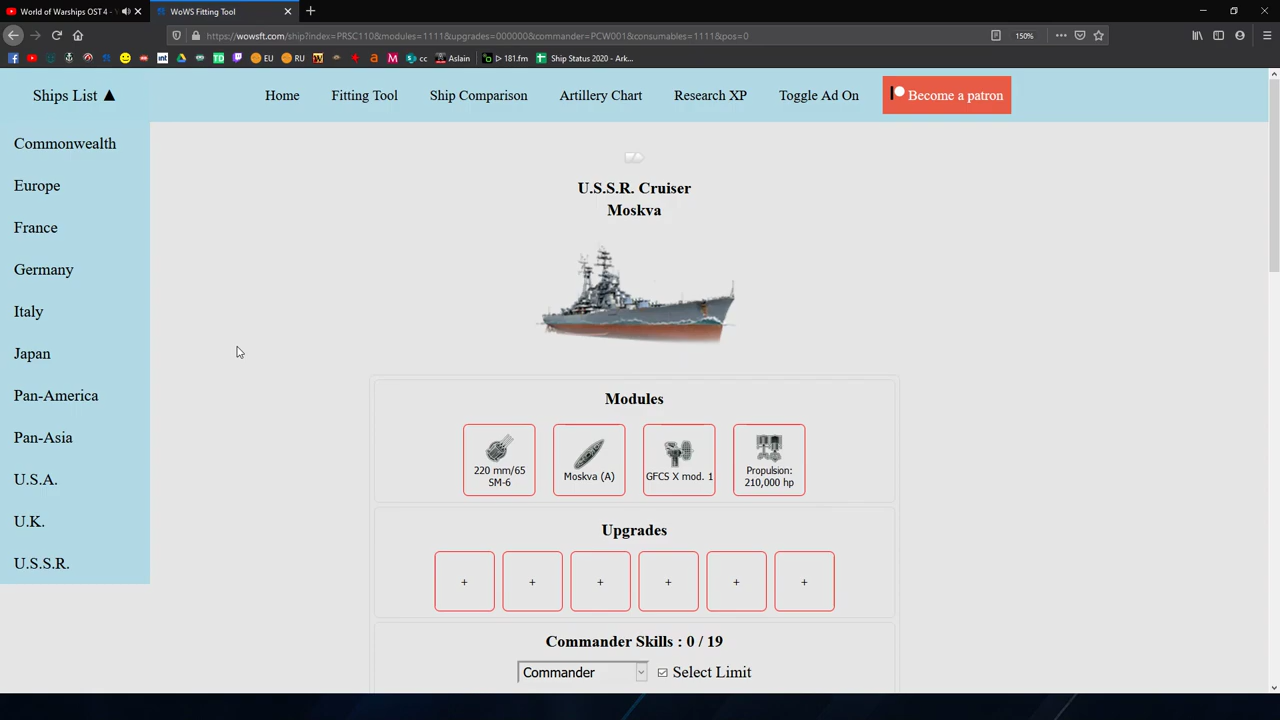 World of Warships OST 4 - Y
WoWS Fitting Tool
https://wowsft.com/ship?index=PRSC110&modules=1111&upgrades=000000&commander=PCW001&consumables=1111&pos=0
150%
int
TD
EU
RU
cc
Aslain
181.fm
Ship Status 2020 - Ark...
Ships List ▲
Home
Fitting Tool
Ship Comparison
Artillery Chart
Research XP
Toggle Ad On
Become a patron
Commonwealth
Europe
France
Germany
Italy
Japan
Pan-America
Pan-Asia
U.S.A.
U.K.
U.S.S.R.
U.S.S.R. Cruiser
Moskva
Modules
220 mm/65
SM-6
Moskva (A)
GFCS X mod. 1
Propulsion:
210,000 hp
Upgrades
+ + + + + +
Commander Skills : 0 / 19
Commander
Select Limit